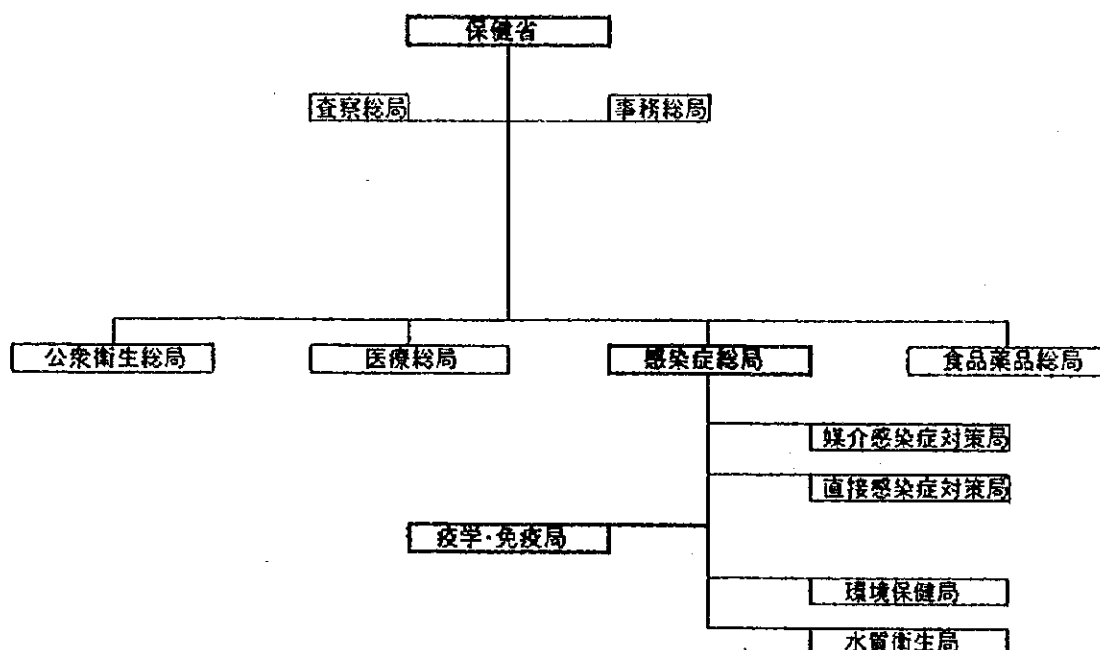 保健省
査察総局
事務総局
公衆衛生総局
医療総局
感染症総局
食品薬品総局
媒介感染症対策局
直接感染症対策局
疫学・免疫局
環境保健局
水質衛生局